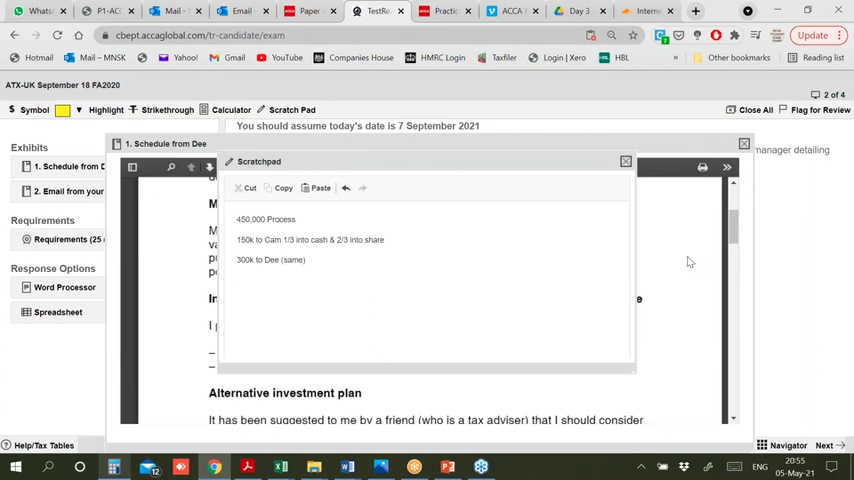 WhatsA
P1-ACC
Mail -
Email -
Paper e
TestRe
Practic
ACCA P
Day 3
Intern
cbept.accaglobal.com/tr-candidate/exam
Update
Hotmail
Mail – MNSK
Gmail
YouTube
Companies House
HMRC Login
Taxfiler
Login | Xero
HBL
Reading list
ATX-UK September 18 FA2020
2 of 4
Symbol
Highlight
Strikethrough
Calculator
Scratch Pad
Close All
Flag for Review
You should assume today's date is 7 September 2021
manager detailing
Exhibits
1. Schedule from D
2. Email from your
Requirements
Requirements (25
Response Options
Word Processor
Spreadsheet
1. Schedule from Dee
Scratchpad
Cut
Copy
Paste
450,000 Process
150k to Cam 1/3 into cash & 2/3 into share
300k to Dee (same)
M
M
va
pu
po
In
e
I p
–
–
Alternative investment plan
It has been suggested to me by a friend (who is a tax adviser) that I should consider
Help/Tax Tables
Navigator
Next
12
ENG
20:55
05-May-21